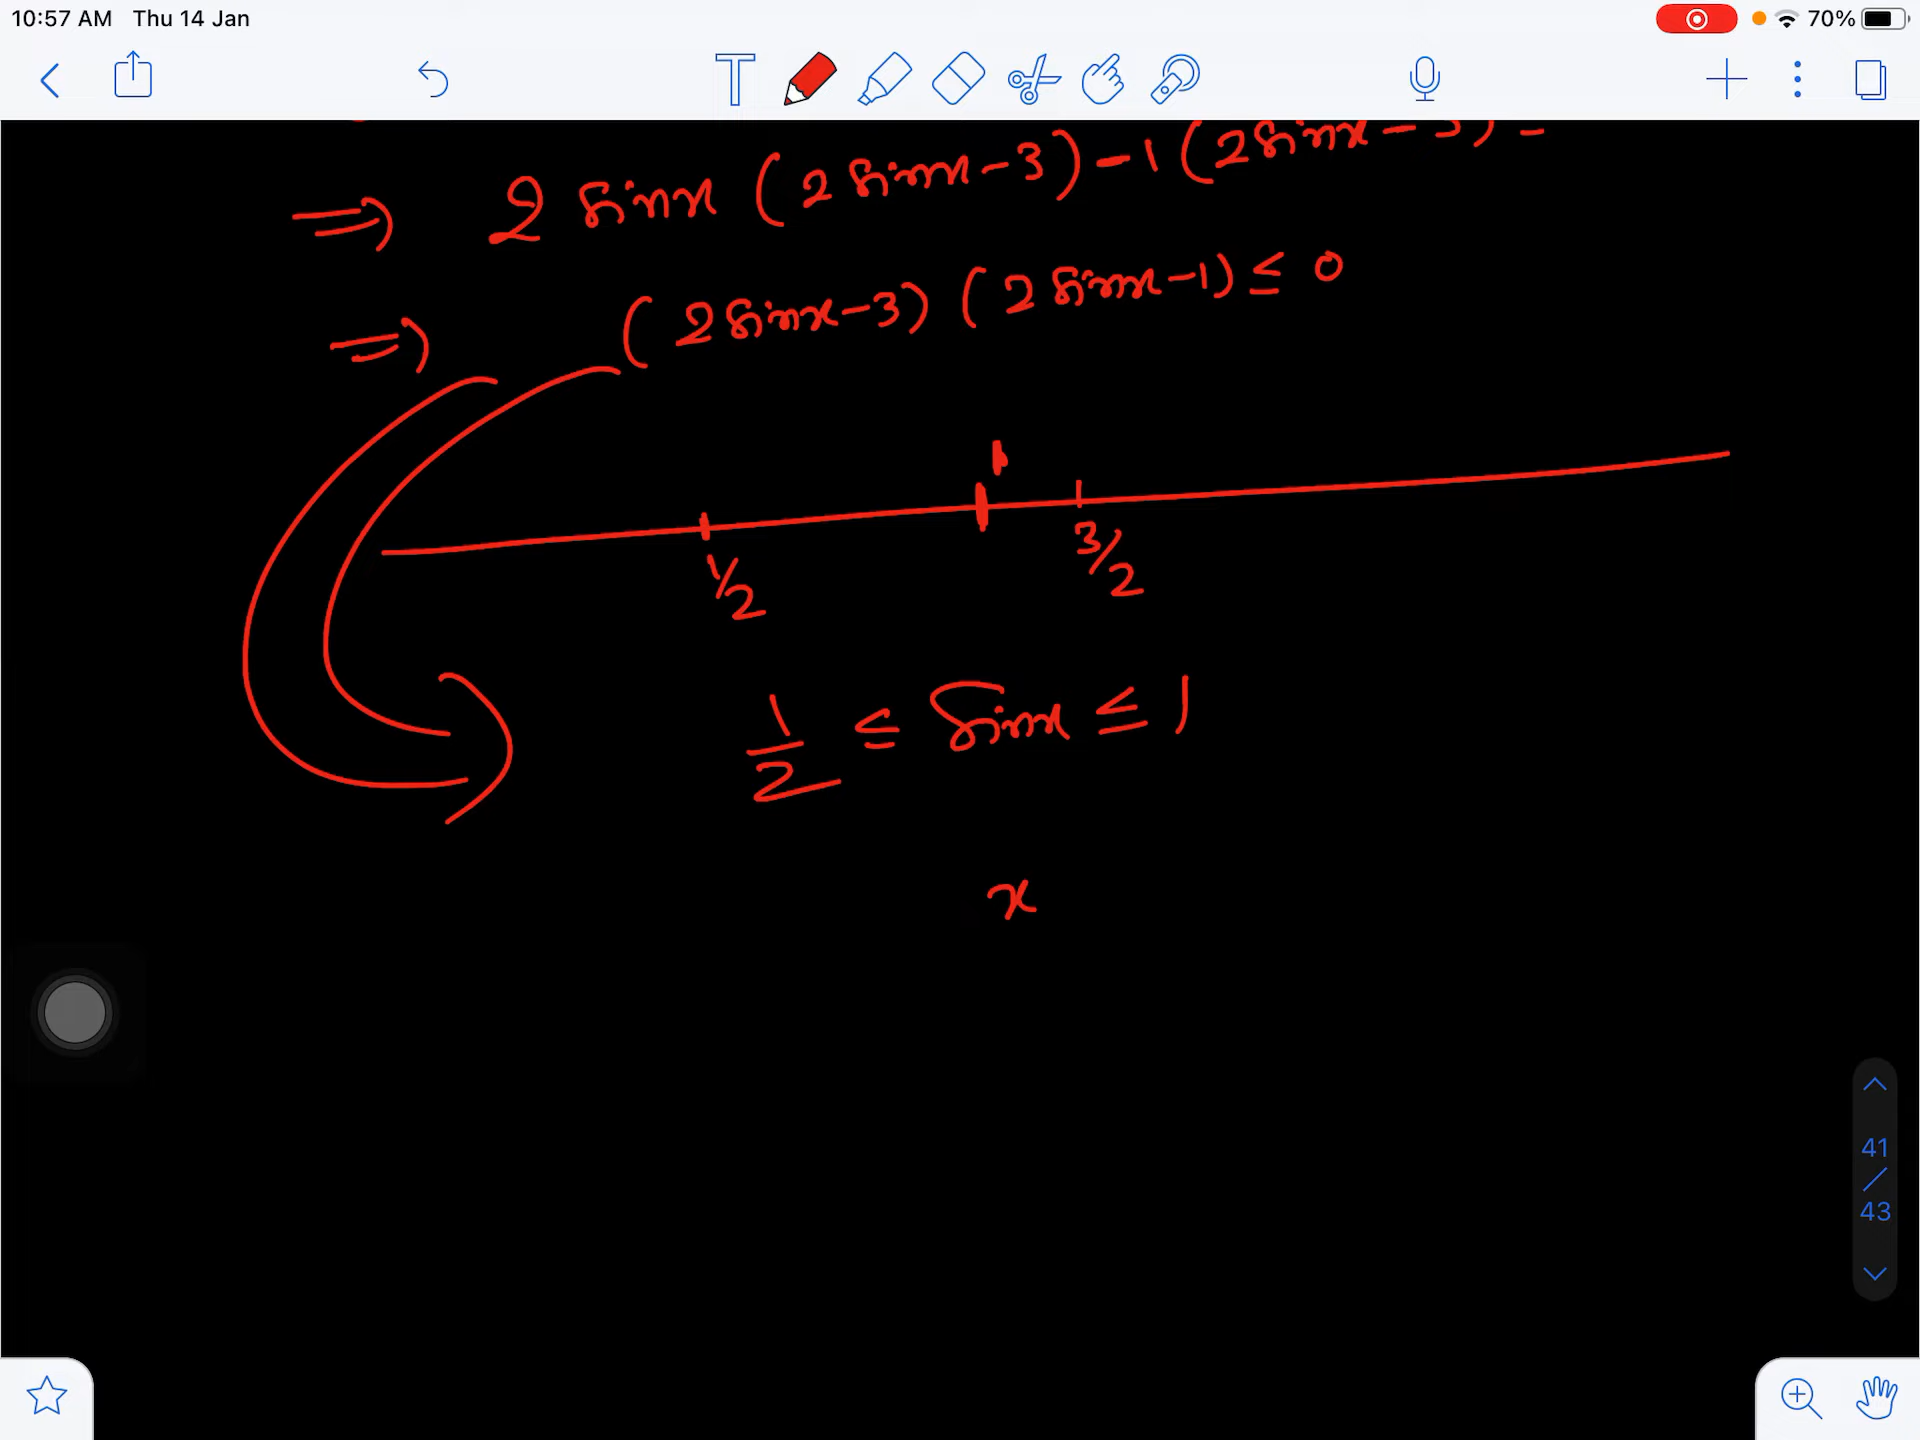 10:57 AM Thu 14 Jan
70%
T
⇒ 2 sinx (2 sinx - 3) - 1 (2 sinx - 3)
⇒ (2 sinx - 3) (2 sinx - 1) ≤ 0
1/2 3/2
1/2 ≤ sinx ≤ 1
x
41
/
43